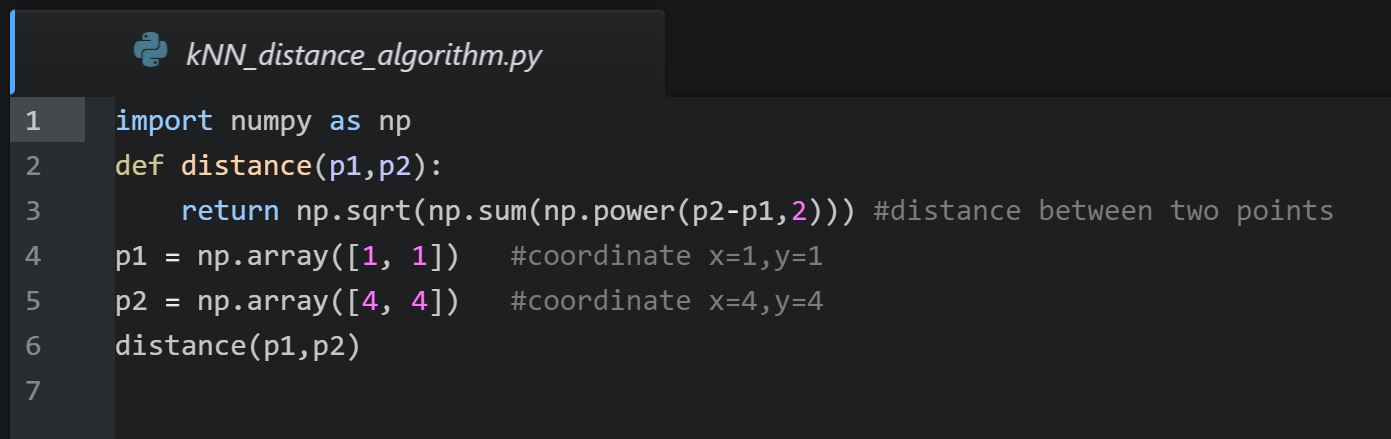 kNN_distance_algorithm.py
1 import numpy as np
2 def distance(p1,p2):
3     return np.sqrt(np.sum(np.power(p2-p1,2))) #distance between two points
4 p1 = np.array([1, 1])   #coordinate x=1,y=1
5 p2 = np.array([4, 4])   #coordinate x=4,y=4
6 distance(p1,p2)
7